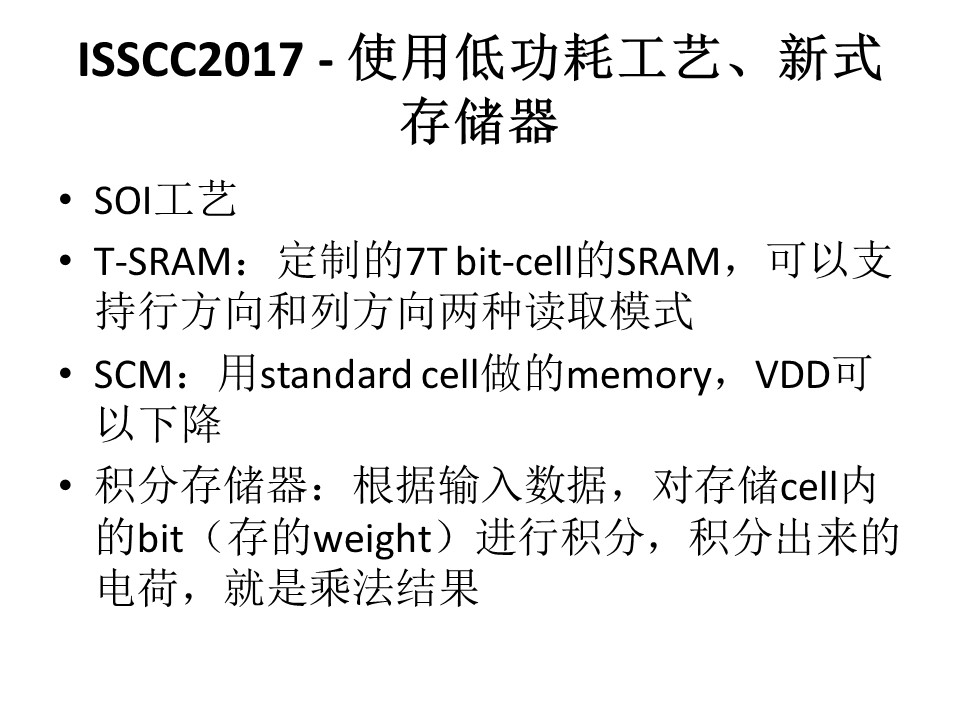 ISSCC2017 - 使用低功耗工艺、新式
存储器
• SOI工艺
• T-SRAM：定制的7T bit-cell的SRAM，可以支
持行方向和列方向两种读取模式
• SCM：用standard cell做的memory，VDD可
以下降
• 积分存储器：根据输入数据，对存储cell内
的bit（存的weight）进行积分，积分出来的
电荷，就是乘法结果